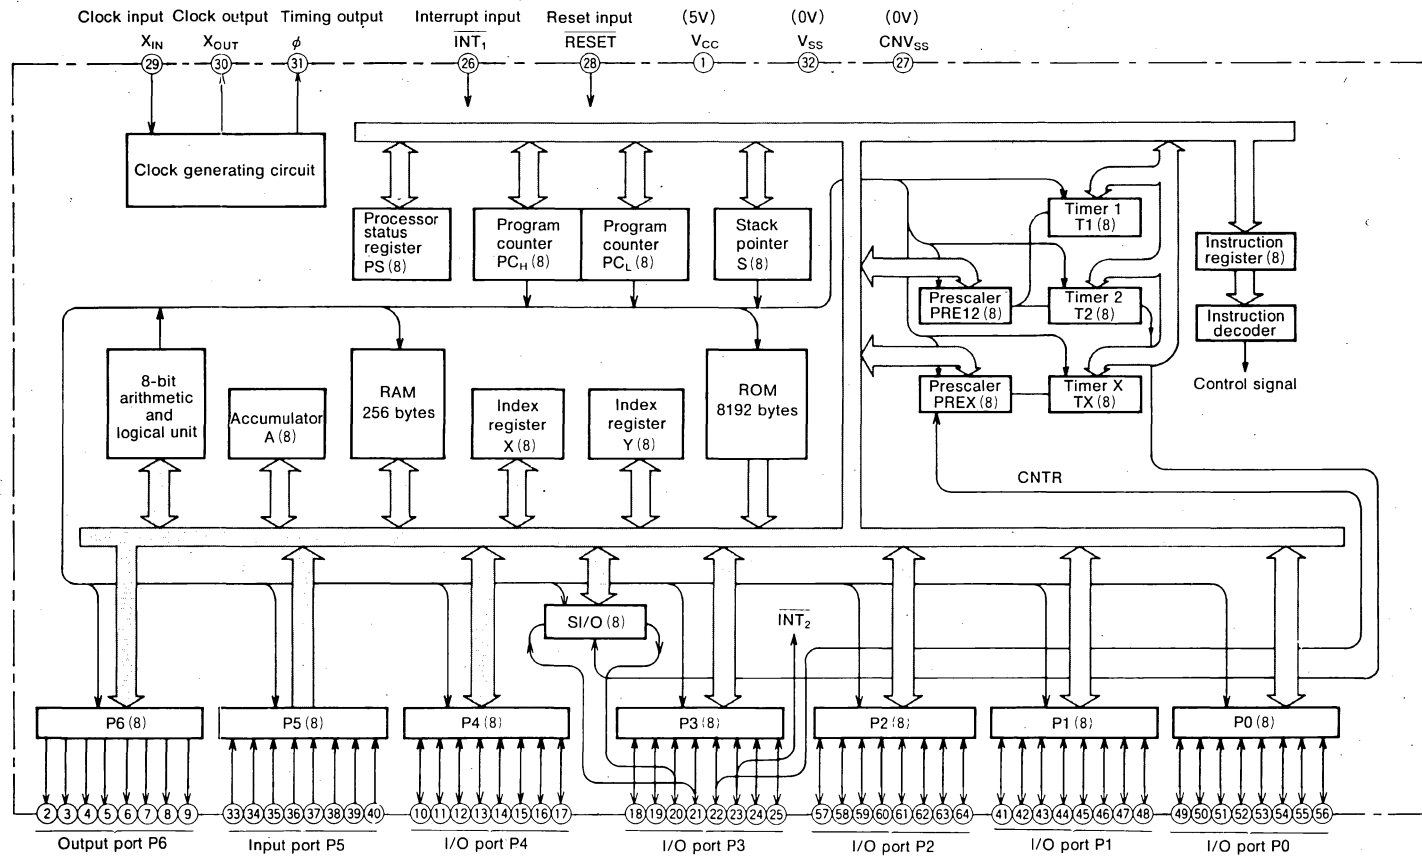 Clock input Clock output Timing output Interrupt input Reset input (5V) (0V) (0V)
XIN XOUT φ INT1 RESET VCC VSS CNVSS
29 30 31 26 28 1 32 27
Clock generating circuit
Processor
status
register
PS(8)
Program
counter
PCH(8)
Program
counter
PCL(8)
Stack
pointer
S(8)
Timer 1
T1(8)
Instruction
register(8)
Prescaler
PRE12(8)
Timer 2
T2(8)
Instruction
decoder
Control signal
Prescaler
PREX(8)
Timer X
TX(8)
8-bit
arithmetic
and
logical unit
Accumulator
A(8)
RAM
256 bytes
Index
register
X(8)
Index
register
Y(8)
ROM
8192 bytes
CNTR
SI/O(8)
INT2
P6(8) P5(8) P4(8) P3(8) P2(8) P1(8) P0(8)
2 3 4 5 6 7 8 9 33 34 35 36 37 38 39 40 10 11 12 13 14 15 16 17 18 19 20 21 22 23 24 25 57 58 59 60 61 62 63 64 41 42 43 44 45 46 47 48 49 50 51 52 53 54 55 56
Output port P6 Input port P5 I/O port P4 I/O port P3 I/O port P2 I/O port P1 I/O port P0